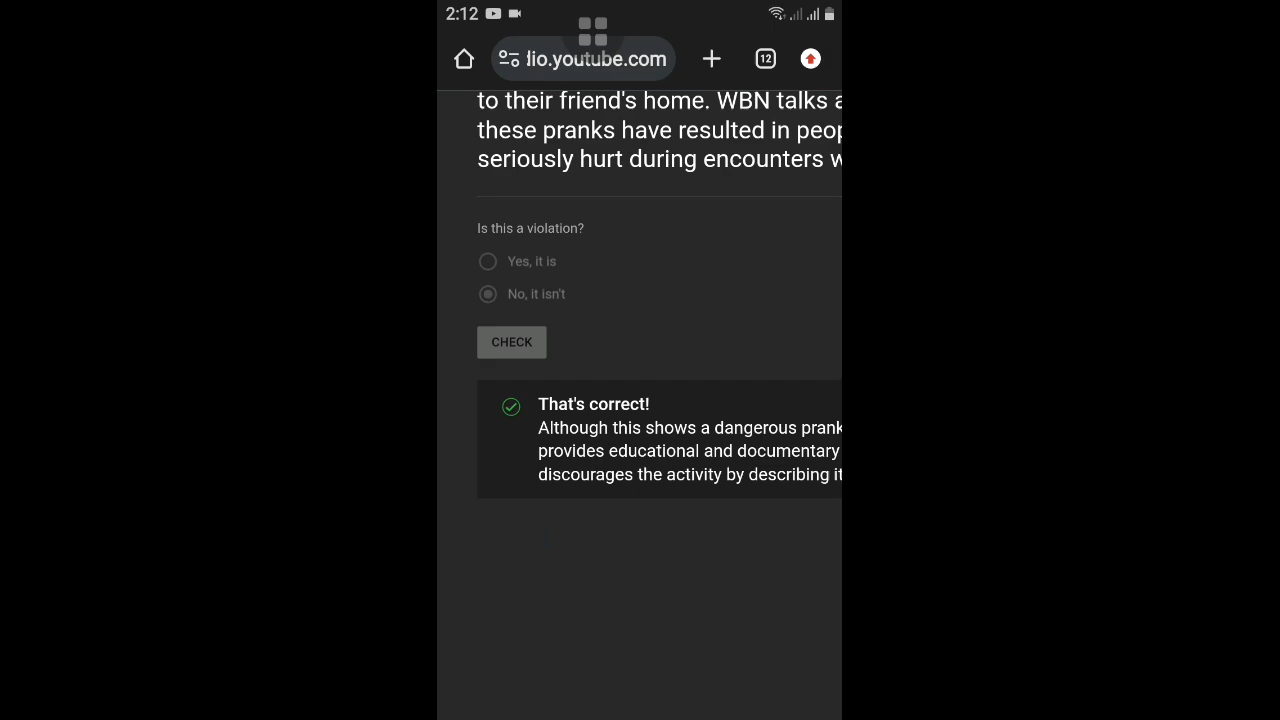 2:12
lio.youtube.com
12
to their friend's home. WBN talks a
these pranks have resulted in peop
seriously hurt during encounters w
Is this a violation?
Yes, it is
No, it isn't
CHECK
That's correct!
Although this shows a dangerous prank
provides educational and documentary
discourages the activity by describing it